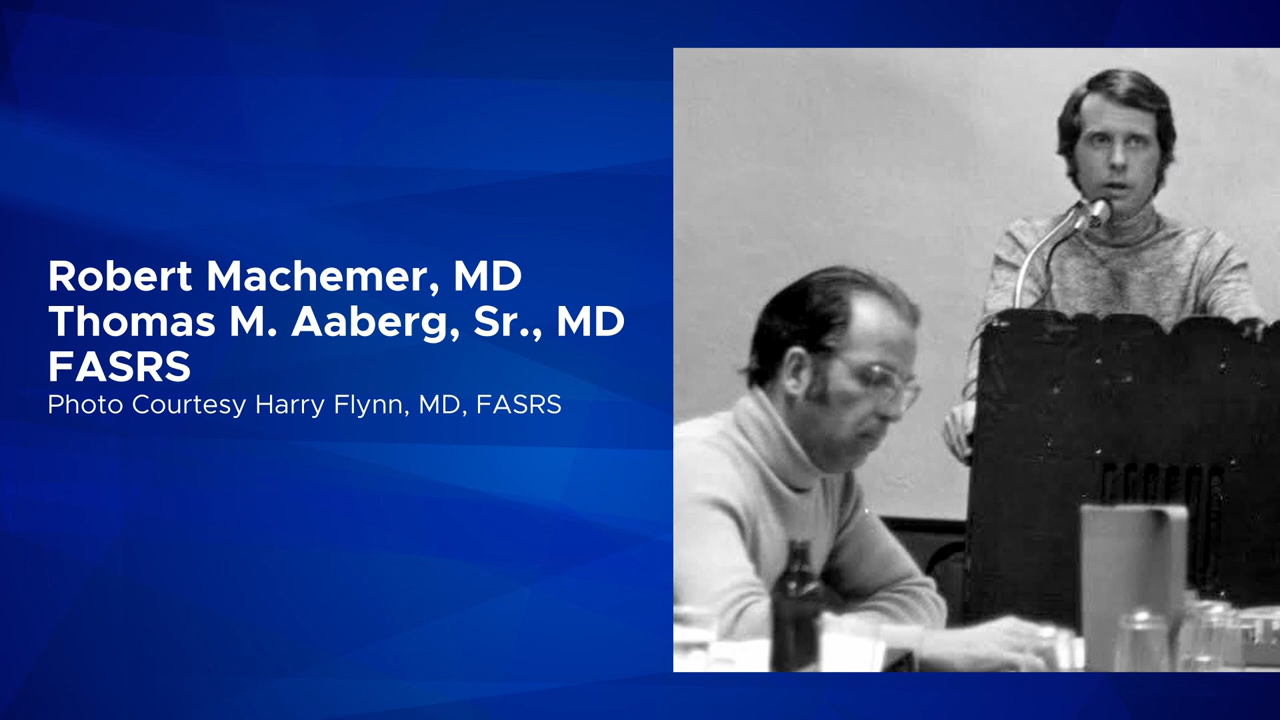 Robert Machemer, MD
Thomas M. Aaberg, Sr., MD
FASRS
Photo Courtesy Harry Flynn, MD, FASRS